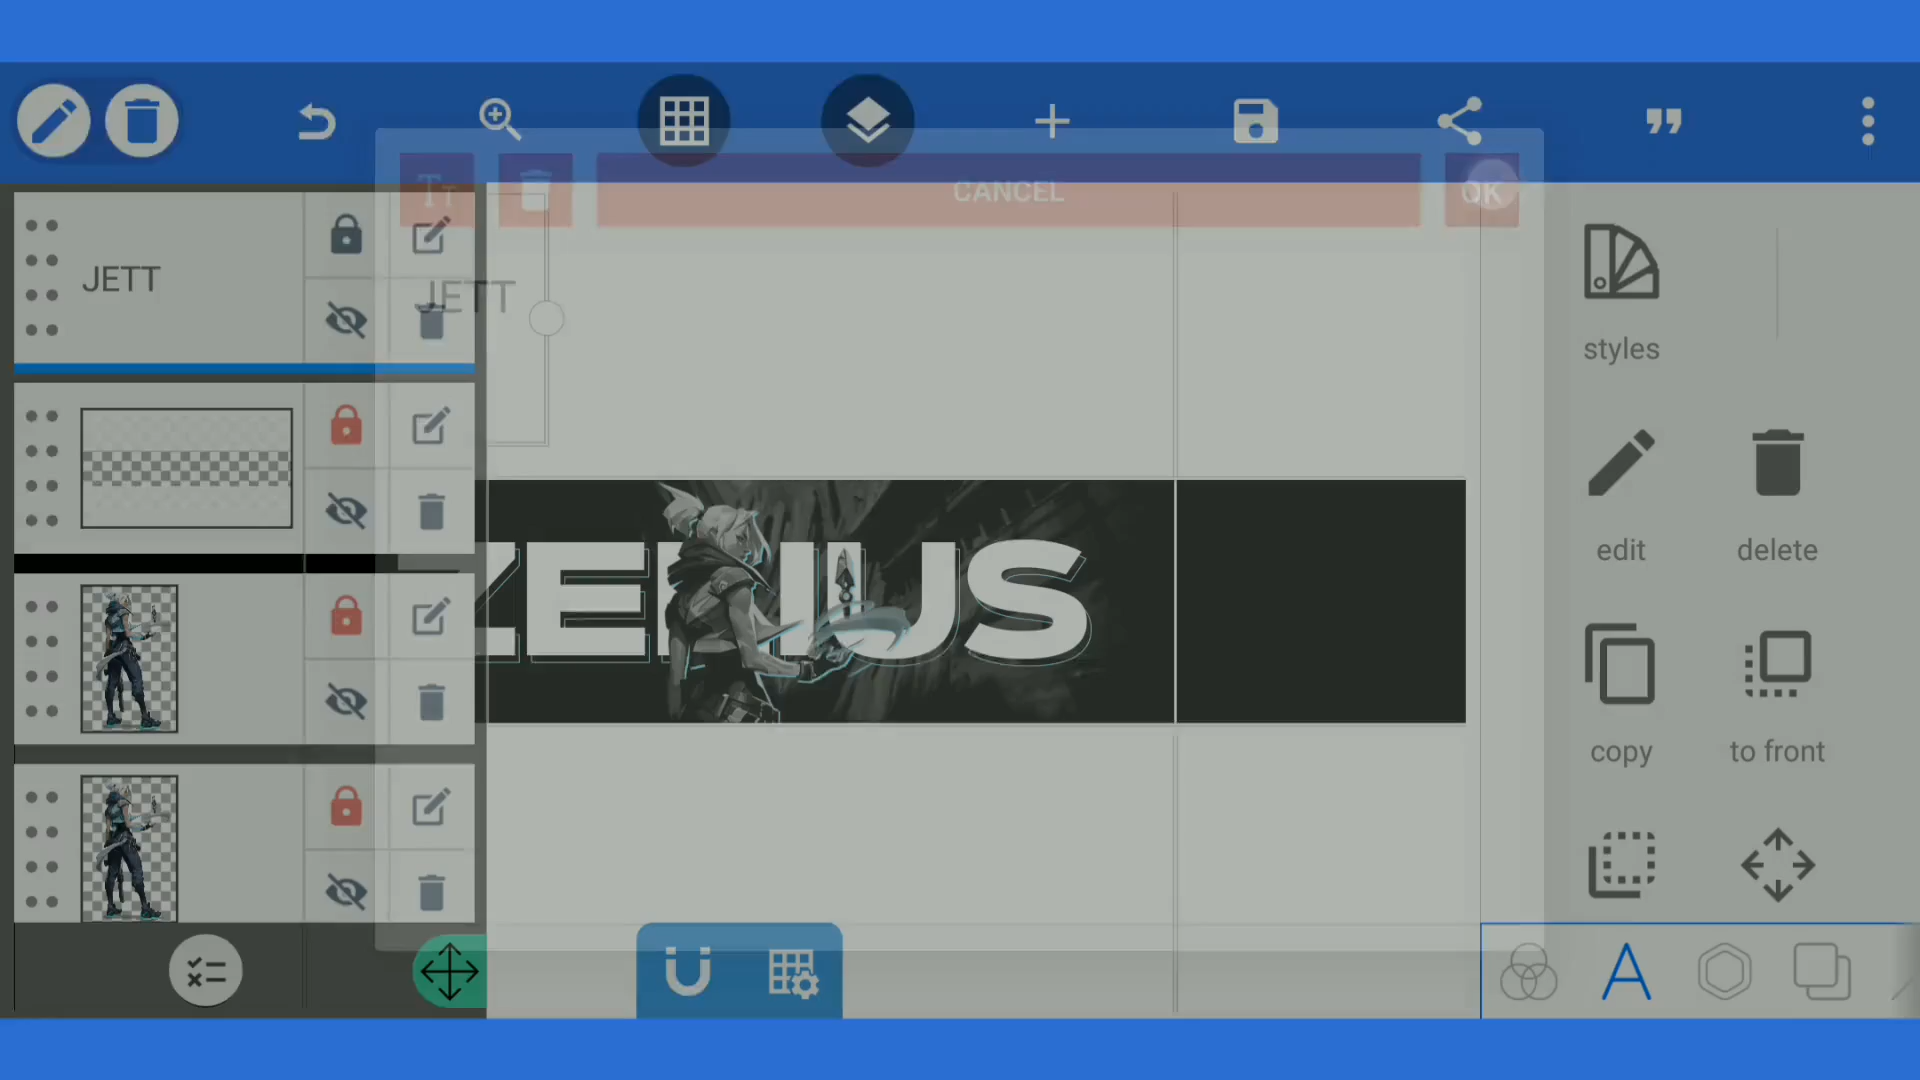 CANCEL
OK
JETT
JETT
styles
ZENIUS
edit
delete
copy
to front